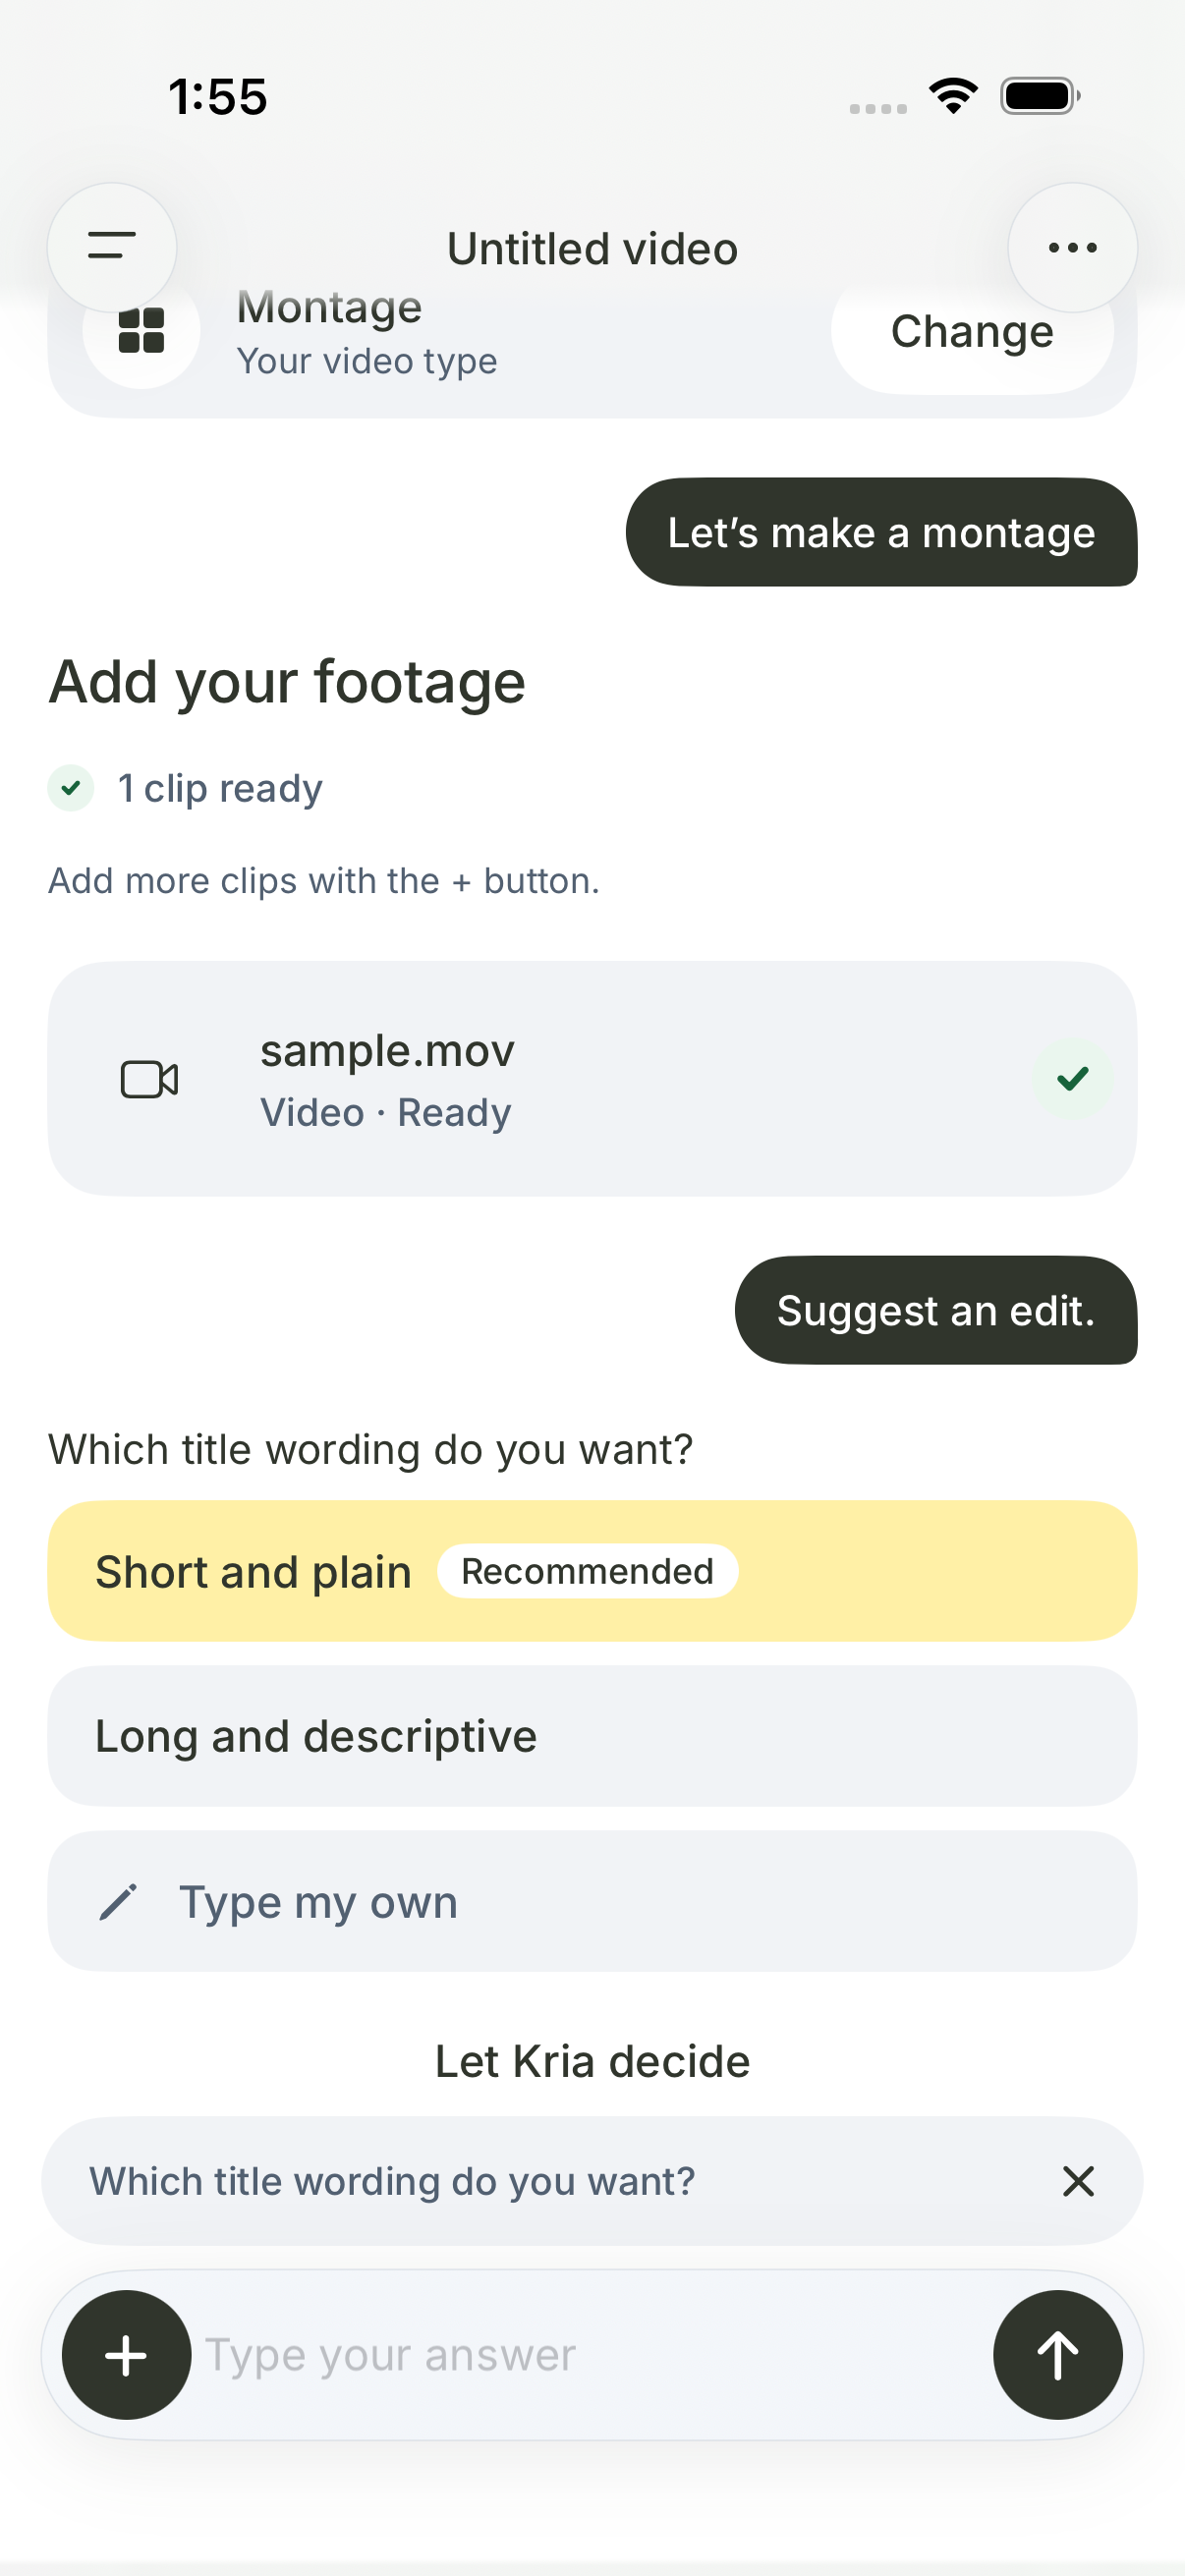 1:55
Untitled video
Montage
Your video type
Change
Let’s make a montage
Add your footage
1 clip ready
Add more clips with the + button.
sample.mov
Video · Ready
Suggest an edit.
Which title wording do you want?
Short and plain
Recommended
Long and descriptive
Type my own
Let Kria decide
Which title wording do you want?
Type your answer